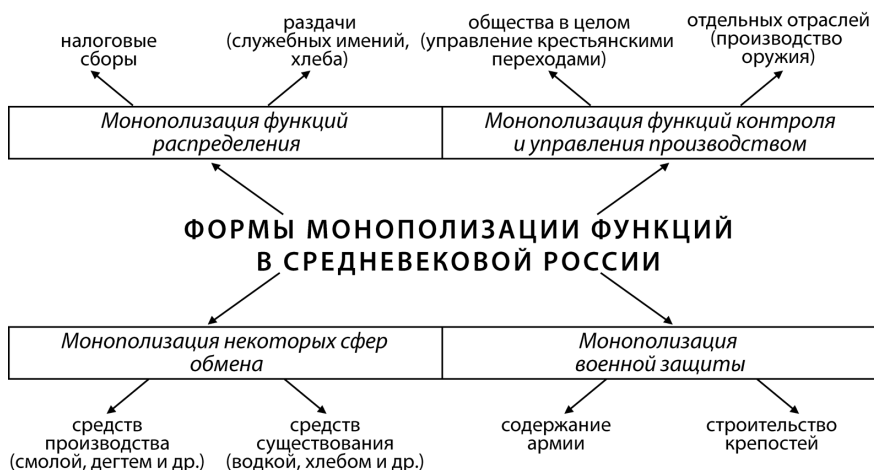 налоговые
сборы
раздачи
(служебных имений,
хлеба)
общества в целом
(управление крестьянскими
переходами)
отдельных отраслей
(производство
оружия)
Монополизация функций
распределения
Монополизация функций контроля
и управления производством
ФОРМЫ МОНОПОЛИЗАЦИИ ФУНКЦИЙ
В СРЕДНЕВЕКОВОЙ РОССИИ
Монополизация некоторых сфер
обмена
Монополизация
военной защиты
средств
производства
(смолой, дегтем и др.)
средств
существования
(водкой, хлебом и др.)
содержание
армии
строительство
крепостей